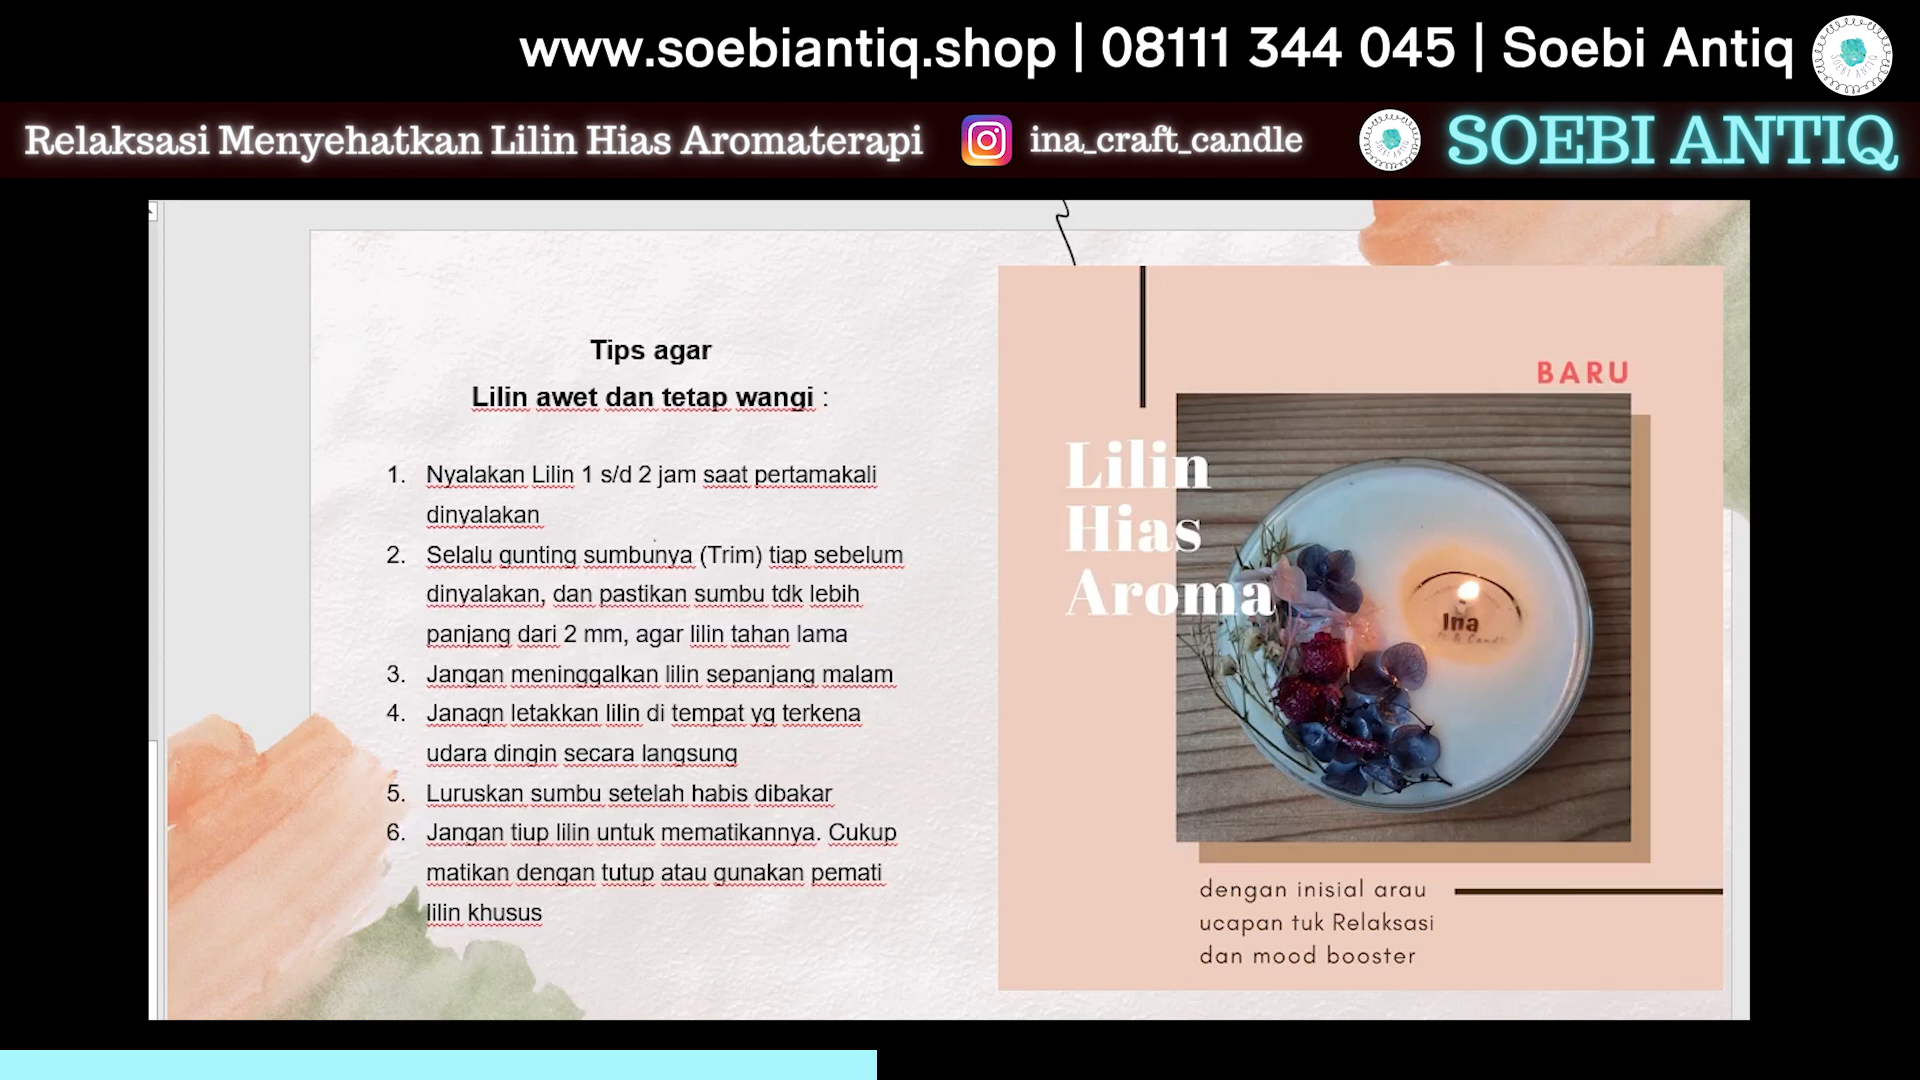 www.soebiantiq.shop | 08111 344 045 | Soebi Antiq
SOEBI ANTIQ
Relaksasi Menyehatkan Lilin Hias Aromaterapi
ina_craft_candle
SOEBI ANTIQ
SOEBI ANTIQ
Tips agar
Lilin awet dan tetap wangi :
1. Nyalakan Lilin 1 s/d 2 jam saat pertamakali
dinyalakan
2. Selalu gunting sumbunya (Trim) tiap sebelum
dinyalakan, dan pastikan sumbu tdk lebih
panjang dari 2 mm, agar lilin tahan lama
3. Jangan meninggalkan lilin sepanjang malam
4. Janagn letakkan lilin di tempat yg terkena
udara dingin secara langsung
5. Luruskan sumbu setelah habis dibakar
6. Jangan tiup lilin untuk mematikannya. Cukup
matikan dengan tutup atau gunakan pemati
lilin khusus
BARU
Lilin
Hias
Aroma
Ina
& Candle
dengan inisial arau
ucapan tuk Relaksasi
dan mood booster